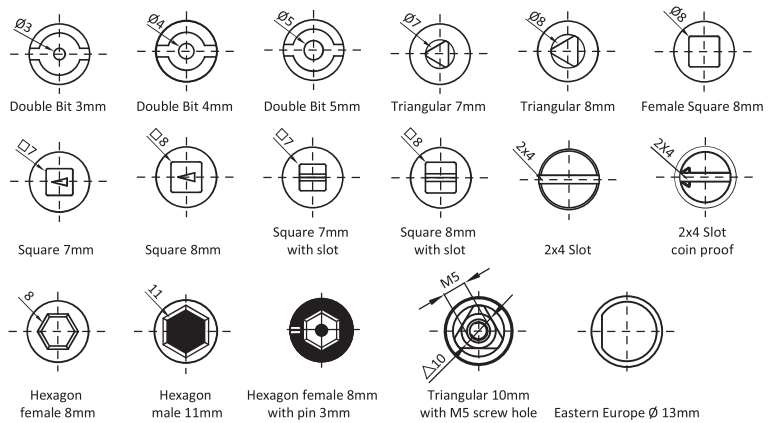 Ø3
Ø4
Ø5
Ø7
Ø8
Ø8
Double Bit 3mm
Double Bit 4mm
Double Bit 5mm
Triangular 7mm
Triangular 8mm
Female Square 8mm
□7
□8
□7
□8
2x4
2X4
Square 7mm
Square 8mm
Square 7mm
with slot
Square 8mm
with slot
2x4 Slot
2x4 Slot
coin proof
8
11
M5
△10
Hexagon
female 8mm
Hexagon
male 11mm
Hexagon female 8mm
with pin 3mm
Triangular 10mm
with M5 screw hole
Eastern Europe Ø 13mm